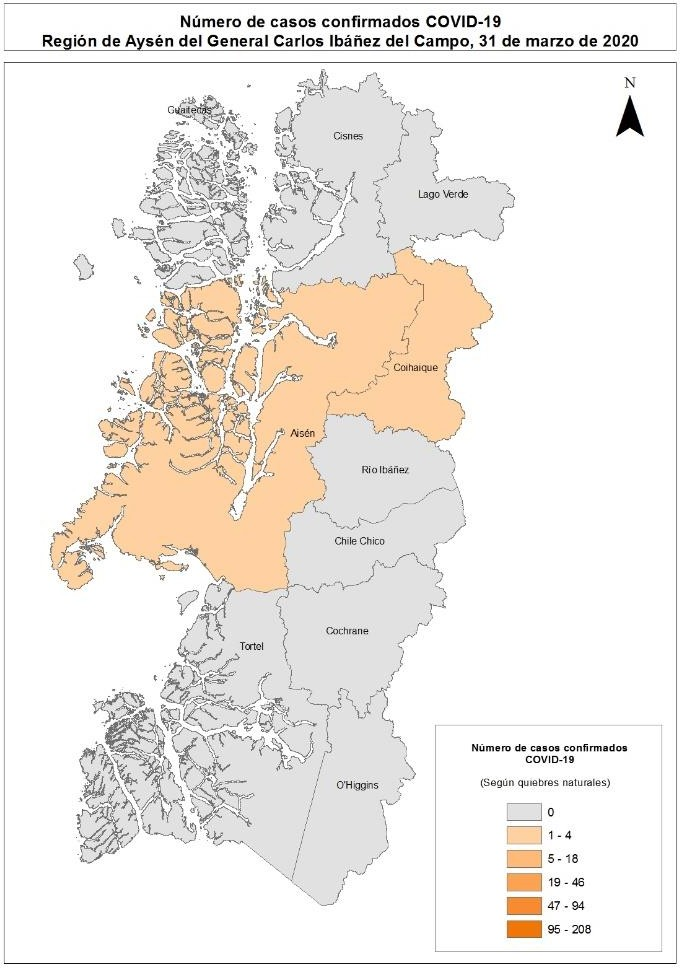 Número de casos confirmados COVID-19
Región de Aysén del General Carlos Ibáñez del Campo, 31 de marzo de 2020
N
Guaitecas
Cisnes
Lago Verde
Coihaique
Aisén
Río Ibáñez
Chile Chico
Cochrane
Tortel
O'Higgins
Número de casos confirmados
COVID-19
(Según quiebres naturales)
0
1 - 4
5 - 18
19 - 46
47 - 94
95 - 208